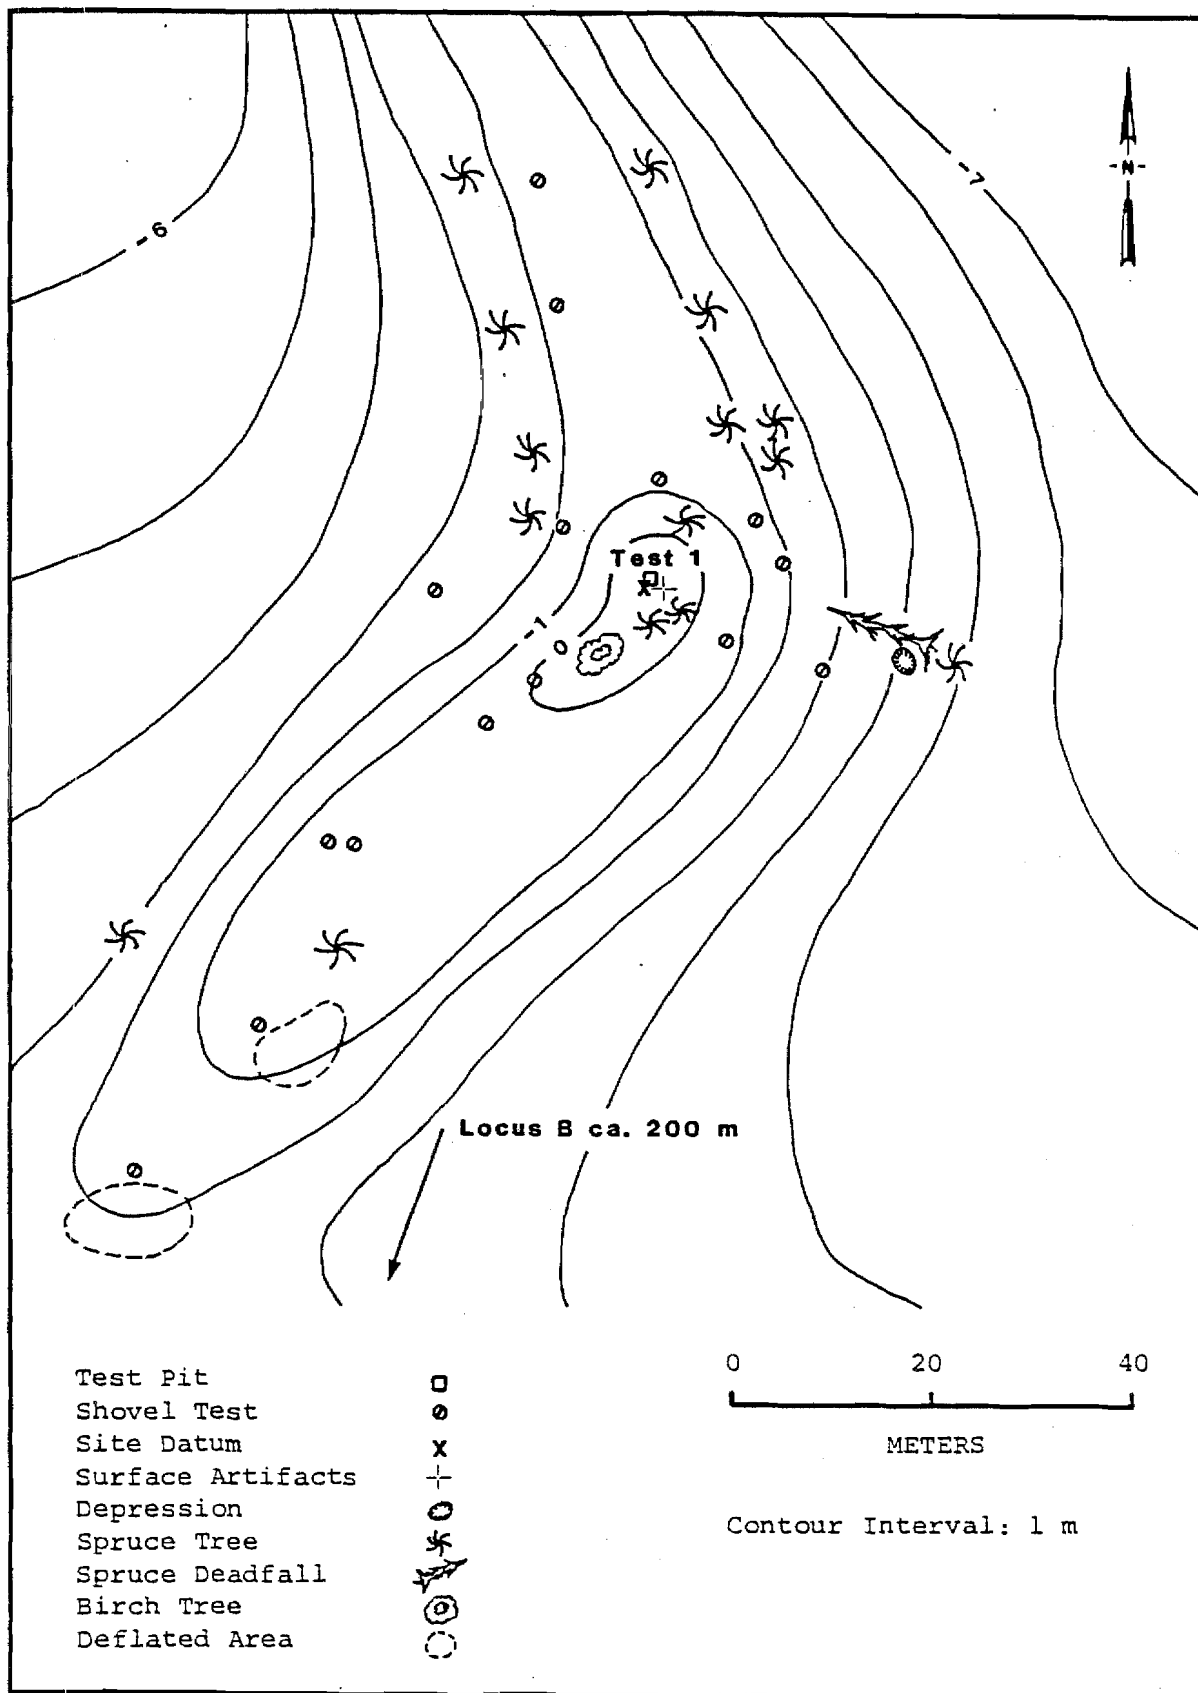 -7
-N-
-6
Test 1
x
-1
0
Locus B ca. 200 m
0 20 40
METERS
Contour Interval: 1 m
Test Pit
Shovel Test
Site Datum x
Surface Artifacts
Depression
Spruce Tree
Spruce Deadfall
Birch Tree
Deflated Area